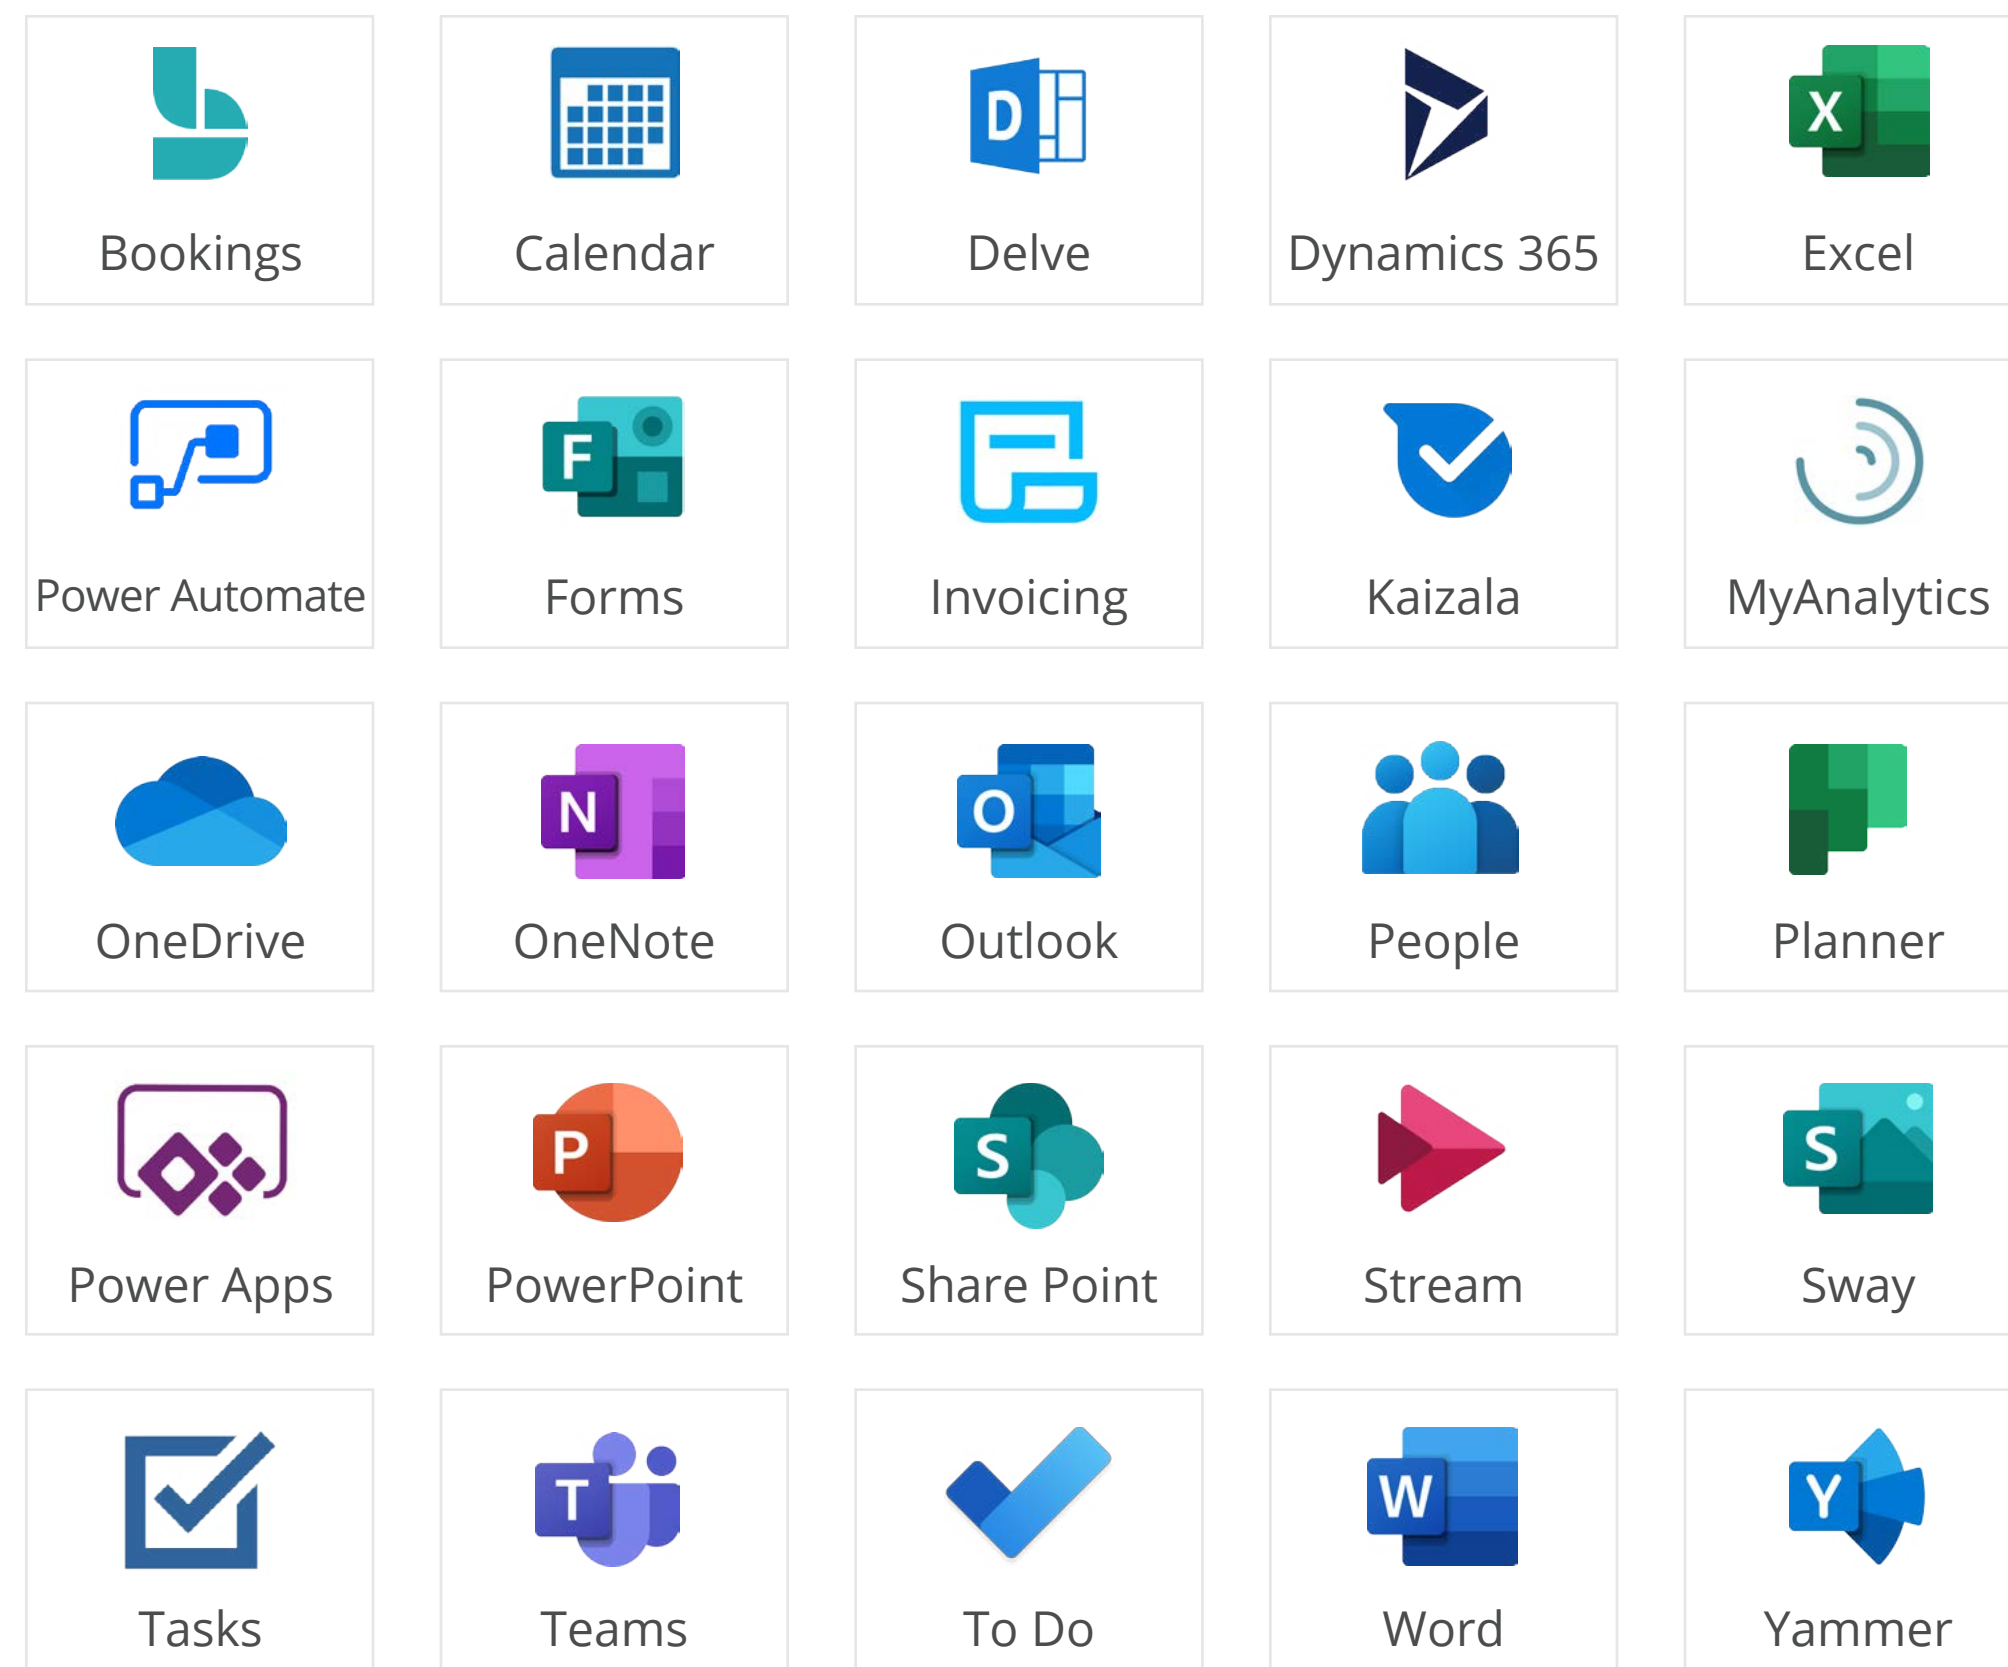 Bookings
Calendar
Delve
Dynamics 365
Excel
Power Automate
Forms
Invoicing
Kaizala
MyAnalytics
OneDrive
OneNote
Outlook
People
Planner
Power Apps
PowerPoint
Share Point
Stream
Sway
Tasks
Teams
To Do
Word
Yammer
D
X
F
N
O
P
S
S
T
W
Y